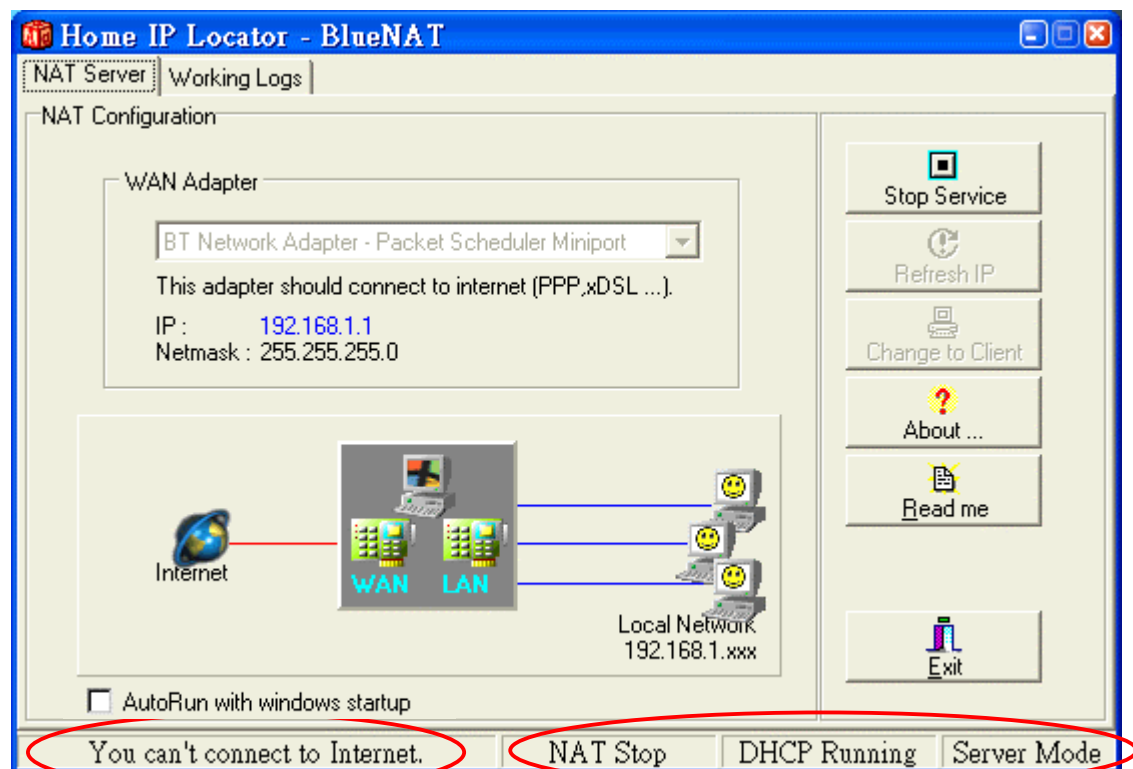 Home IP Locator - BlueNAT
NAT Server
Working Logs
NAT Configuration
WAN Adapter
BT Network Adapter - Packet Scheduler Miniport
This adapter should connect to internet (PPP,xDSL ...).
IP : 192.168.1.1
Netmask : 255.255.255.0
Internet
WAN
LAN
Local Network
192.168.1.xxx
AutoRun with windows startup
Stop Service
Refresh IP
Change to Client
About ...
Read me
Exit
You can't connect to Internet.
NAT Stop
DHCP Running
Server Mode